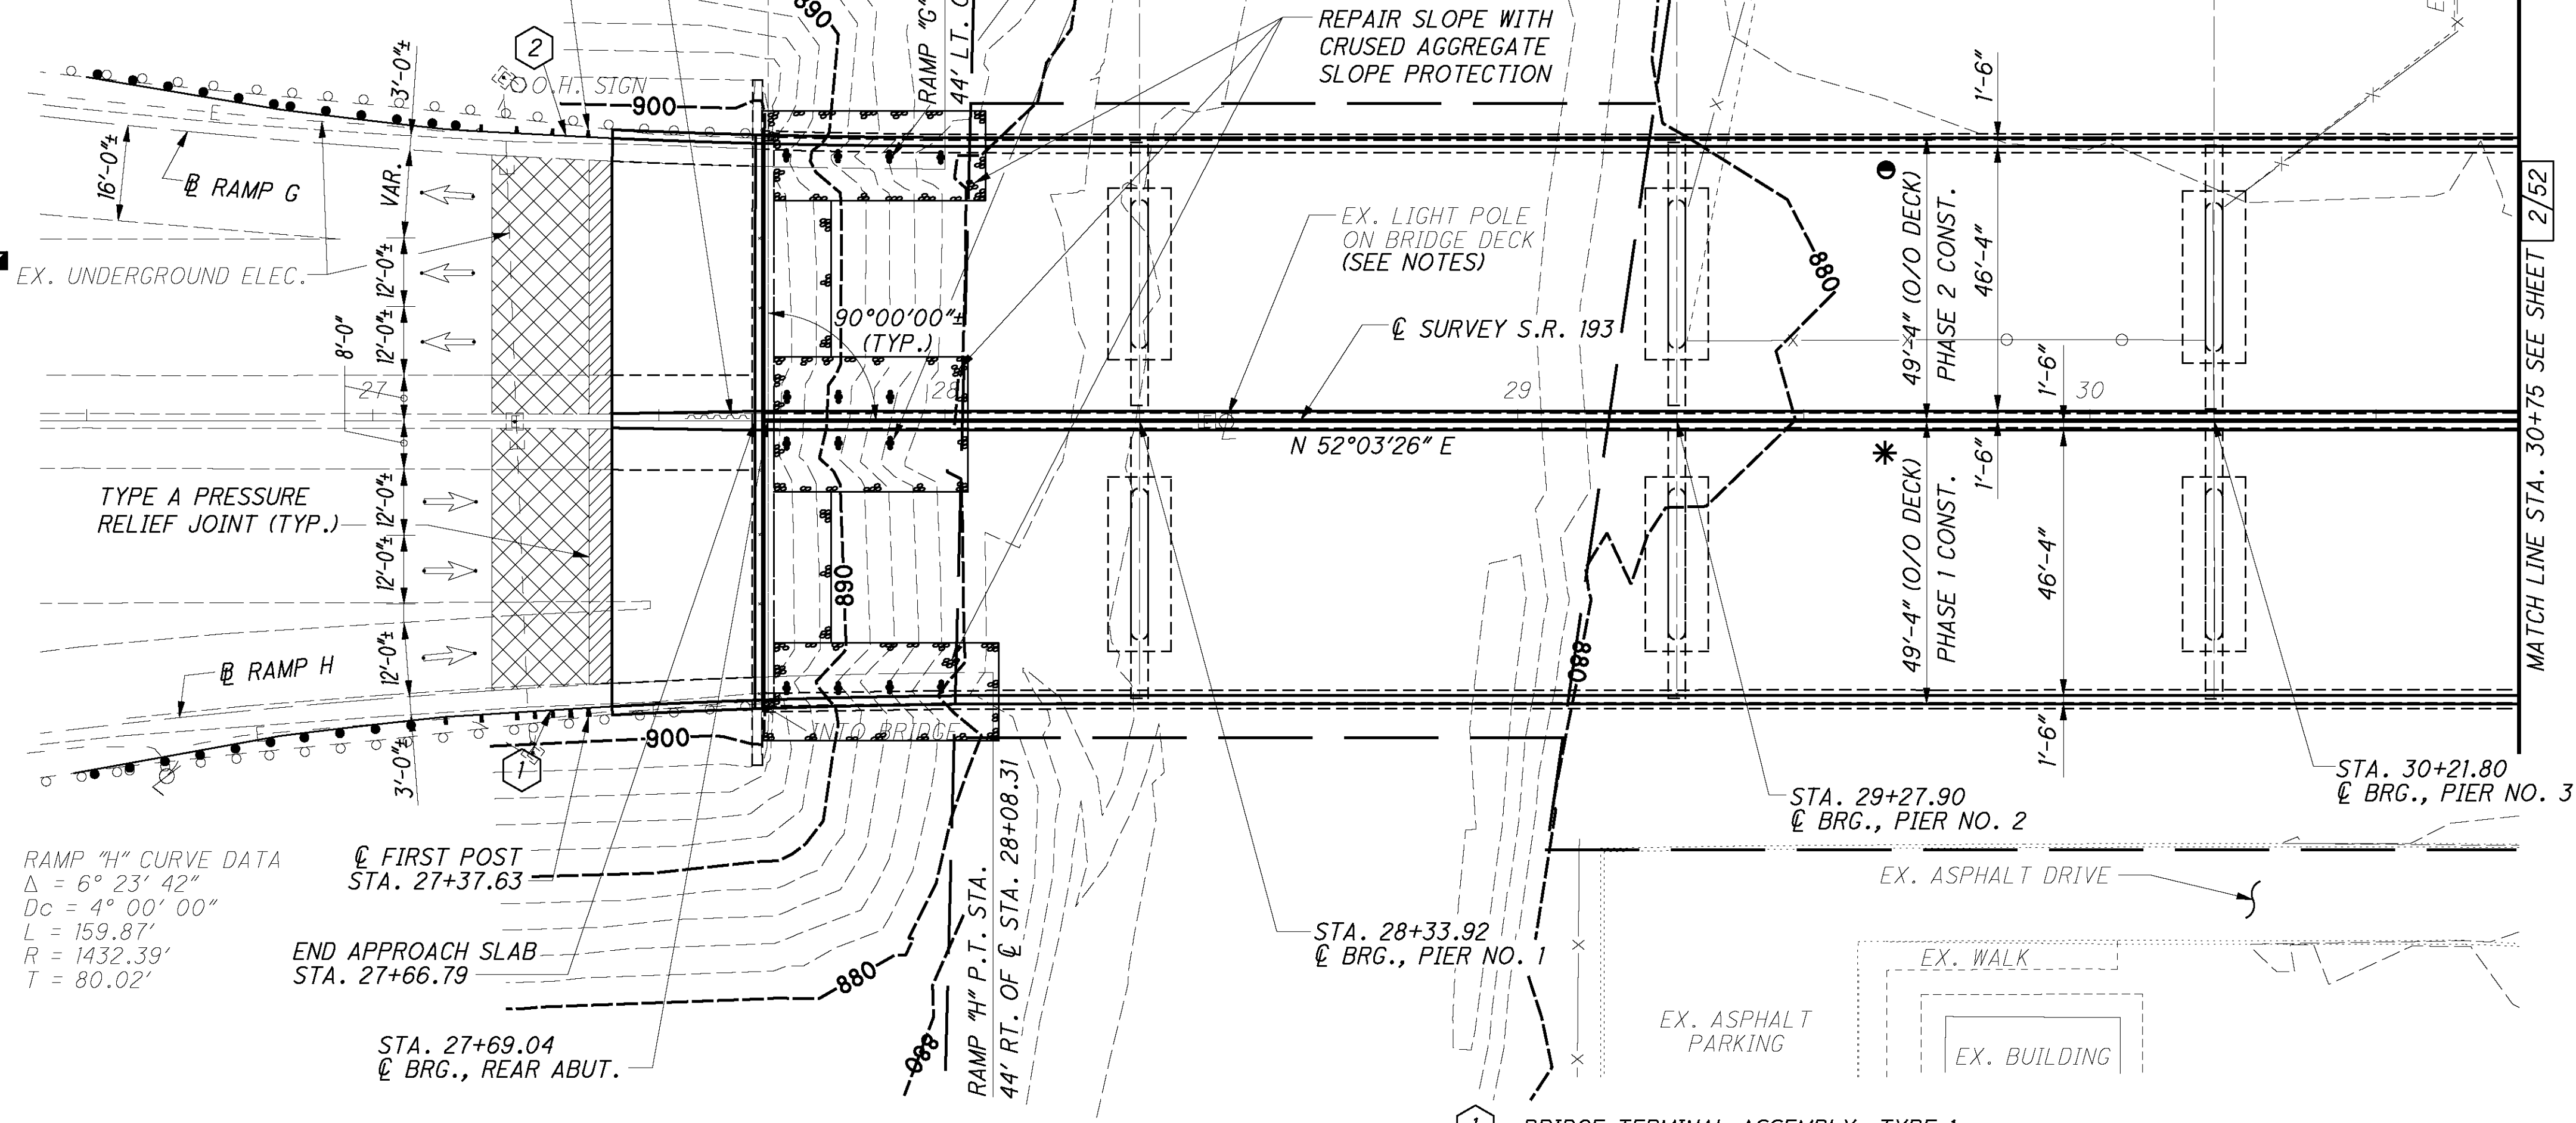 890
RAMP "G"
44' LT.
REPAIR SLOPE WITH
CRUSED AGGREGATE
SLOPE PROTECTION
2
O.H. SIGN
900
3'-0"±
E
16'-0"±
℄ RAMP G
VAR.
12'-0"±
12'-0"±
8'-0"
EX. UNDERGROUND ELEC.
27
28
29
30
90°00'00"±
(TYP.)
EX. LIGHT POLE
ON BRIDGE DECK
(SEE NOTES)
℄ SURVEY S.R. 193
N 52°03'26" E
E
880
1'-6"
46'-4"
49'-4" (O/O DECK)
PHASE 2 CONST.
1'-6"
1'-6"
49'-4" (O/O DECK)
PHASE 1 CONST.
46'-4"
1'-6"
MATCH LINE STA. 30+75 SEE SHEET 2/52
TYPE A PRESSURE
RELIEF JOINT (TYP.)
12'-0"±
12'-0"±
12'-0"±
3'-0"±
℄ RAMP H
E
890
880
INTO BRIDGE
900
1
STA. 30+21.80
℄ BRG., PIER NO. 3
STA. 29+27.90
℄ BRG., PIER NO. 2
STA. 28+33.92
℄ BRG., PIER NO. 1
RAMP "H" CURVE DATA
Δ = 6° 23' 42"
Dc = 4° 00' 00"
L = 159.87'
R = 1432.39'
T = 80.02'
℄ FIRST POST
STA. 27+37.63
END APPROACH SLAB
STA. 27+66.79
STA. 27+69.04
℄ BRG., REAR ABUT.
880
880
RAMP "H" P.T. STA.
44' RT. OF ℄ STA. 28+08.31
EX. ASPHALT DRIVE
EX. WALK
EX. ASPHALT
PARKING
EX. BUILDING
1 BRIDGE TERMINAL ASSEMBLY, TYPE 1